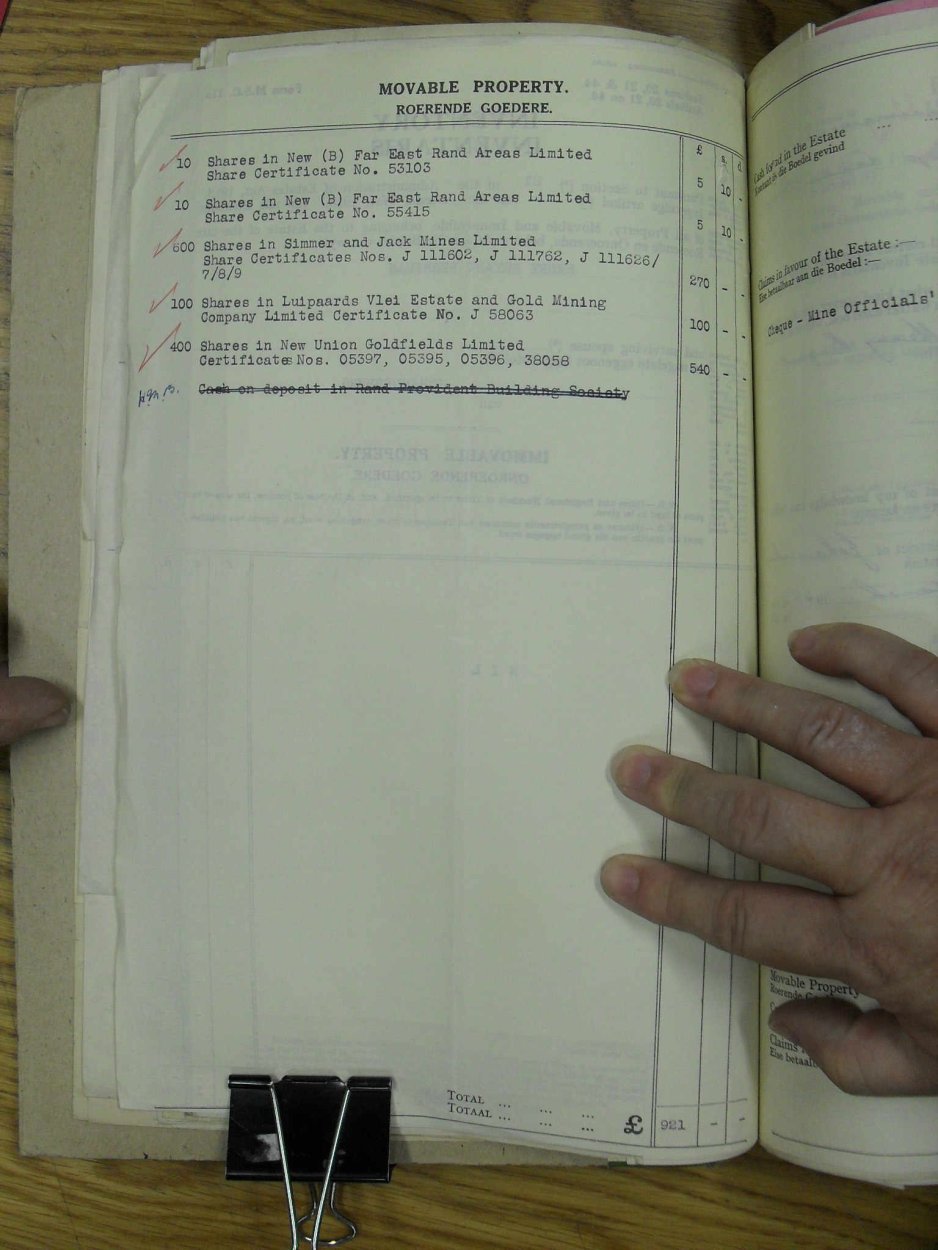 MOVABLE PROPERTY.
ROERENDE GOEDERE.
£ s. d.
10 Shares in New (B) Far East Rand Areas Limited
Share Certificate No. 53103 5 10 -
10 Shares in New (B) Far East Rand Areas Limited
Share Certificate No. 55415 5 10 -
600 Shares in Simmer and Jack Mines Limited
Share Certificates Nos. J 111602, J 111762, J 111626/
7/8/9 270 - -
100 Shares in Luipaards Vlei Estate and Gold Mining
Company Limited Certificate No. J 58063 100 - -
400 Shares in New Union Goldfields Limited
Certificates Nos. 05397, 05395, 05396, 38058 540 - -
Cash on deposit in Rand Provident Building Society
TOTAL ... ... ...
TOTAAL ... ... ... £ 921 - -
Cash found in the Estate ... ...
Kontant in die Boedel gevind
Claims in favour of the Estate :—
Eise betaalbaar aan die Boedel :—
Cheque - Mine Officials'
Movable Property
Roerende
Claims
Eise